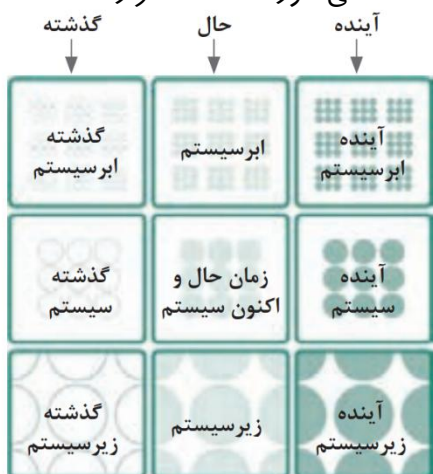 آینده
حال
گذشته
آینده
ابرسیستم
ابرسیستم
گذشته
ابرسیستم
آینده
سیستم
زمان حال و
اکنون سیستم
گذشته
سیستم
آینده
زیرسیستم
زیرسیستم
گذشته
زیرسیستم